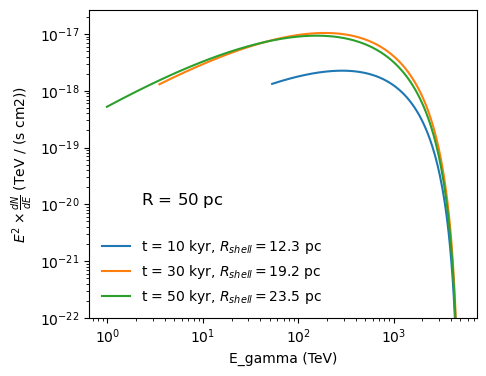 10⁻¹⁷
10⁻¹⁸
10⁻¹⁹
10⁻²⁰
10⁻²¹
10⁻²²
E² × dN/dE (TeV / (s cm2))
R = 50 pc
t = 10 kyr, R_shell = 12.3 pc
t = 30 kyr, R_shell = 19.2 pc
t = 50 kyr, R_shell = 23.5 pc
10⁰ 10¹ 10² 10³
E_gamma (TeV)